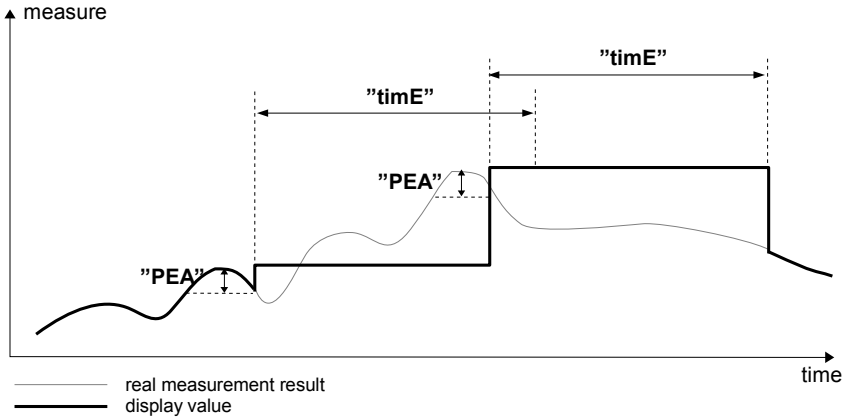 measure
”timE”
”timE”
”PEA”
”PEA”
time
real measurement result
display value